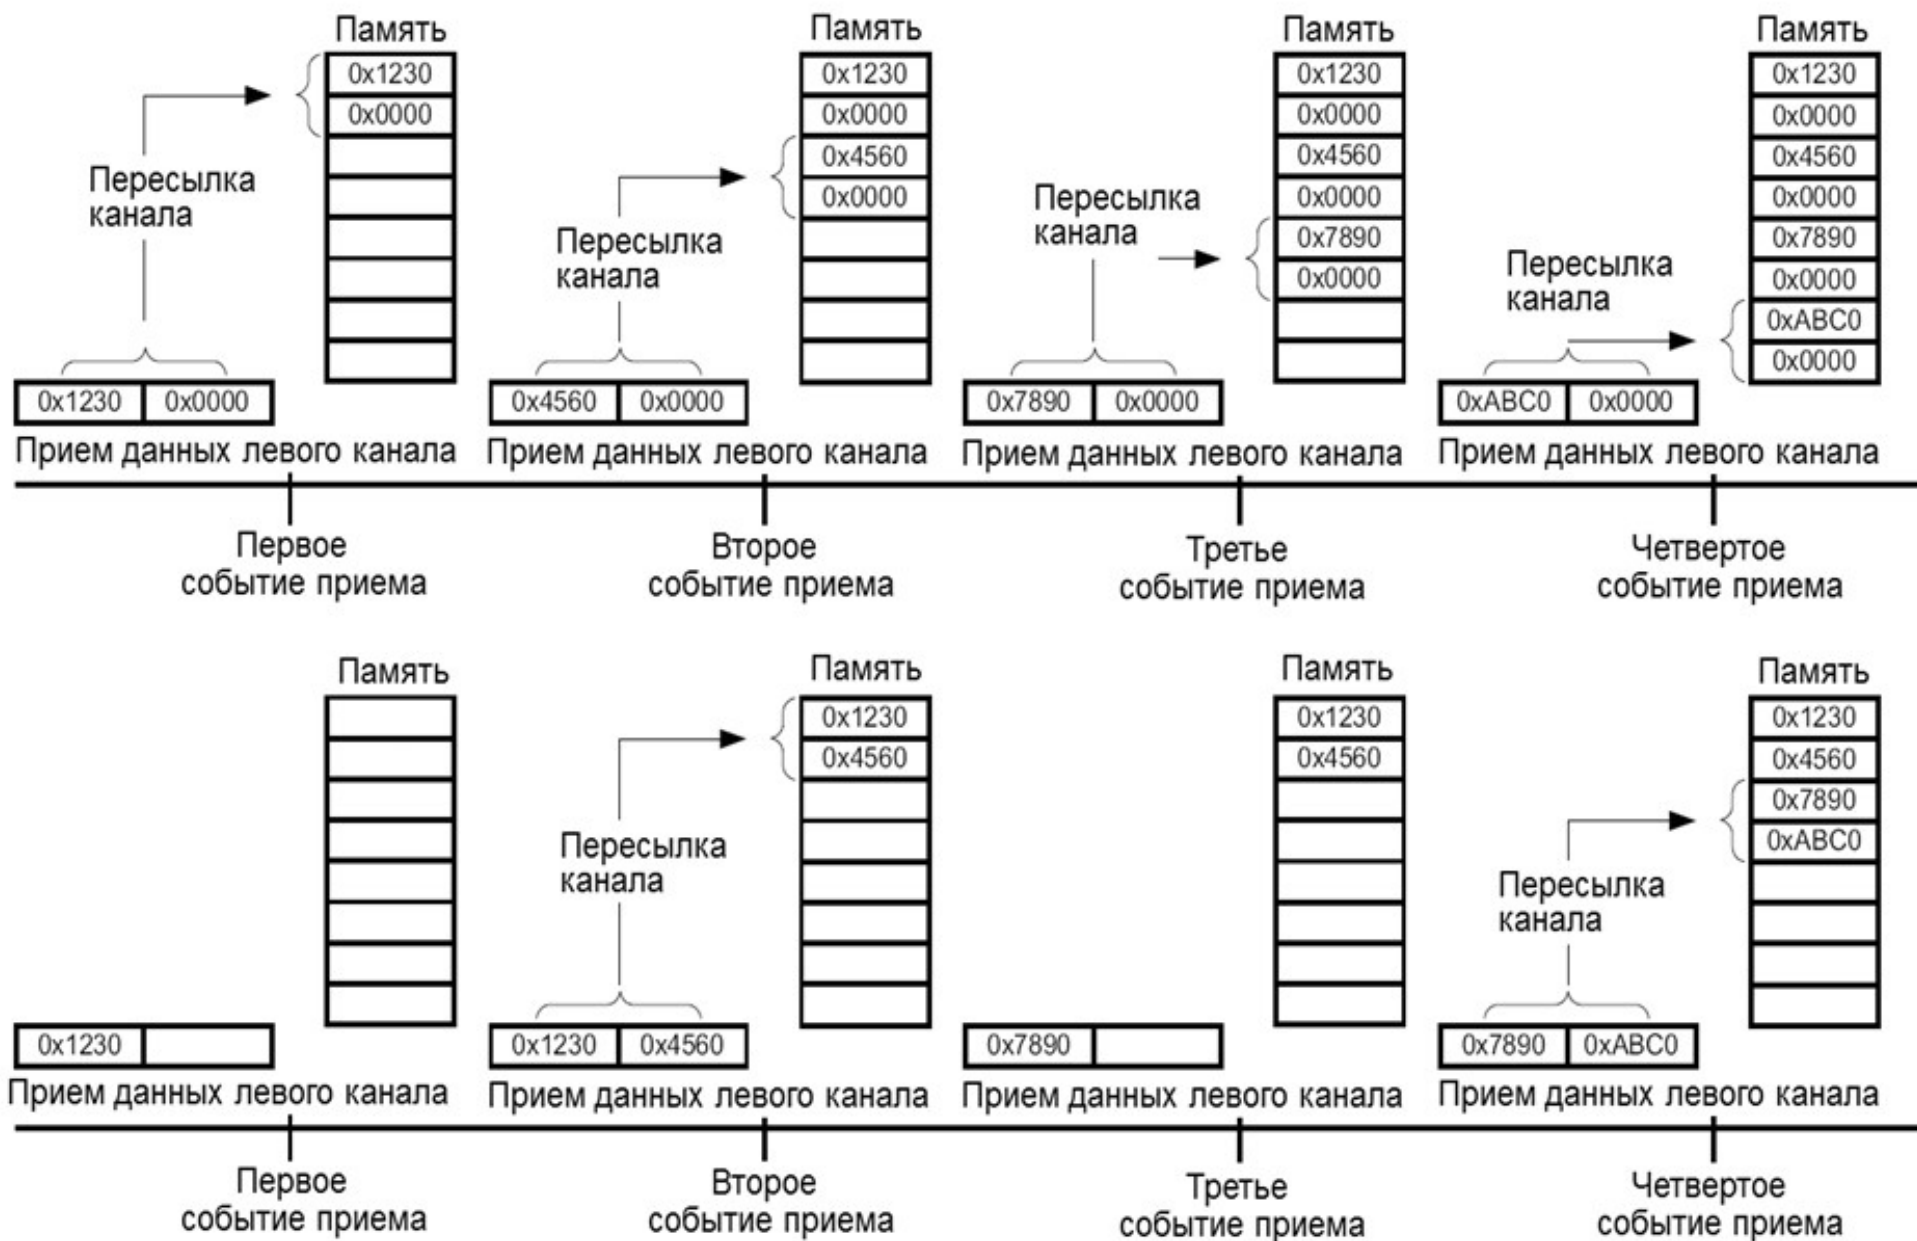 Память Память Память Память
0x1230 0x1230 0x1230 0x1230
0x0000 0x0000 0x0000 0x0000
0x4560 0x4560 0x4560
0x0000 0x0000 0x0000
0x7890 0x7890
0x0000 0x0000
0xABC0
0x0000
Пересылка
канала
Пересылка
канала
Пересылка
канала
Пересылка
канала
0x1230 0x0000 0x4560 0x0000 0x7890 0x0000 0xABC0 0x0000
Прием данных левого канала Прием данных левого канала Прием данных левого канала Прием данных левого канала
Первое Второе Третье Четвертое
событие приема событие приема событие приема событие приема
Память Память Память Память
0x1230 0x1230 0x1230
0x4560 0x4560 0x4560
0x7890
0xABC0
Пересылка
канала
Пересылка
канала
0x1230 0x1230 0x4560 0x7890 0x7890 0xABC0
Прием данных левого канала Прием данных левого канала Прием данных левого канала Прием данных левого канала
Первое Второе Третье Четвертое
событие приема событие приема событие приема событие приема